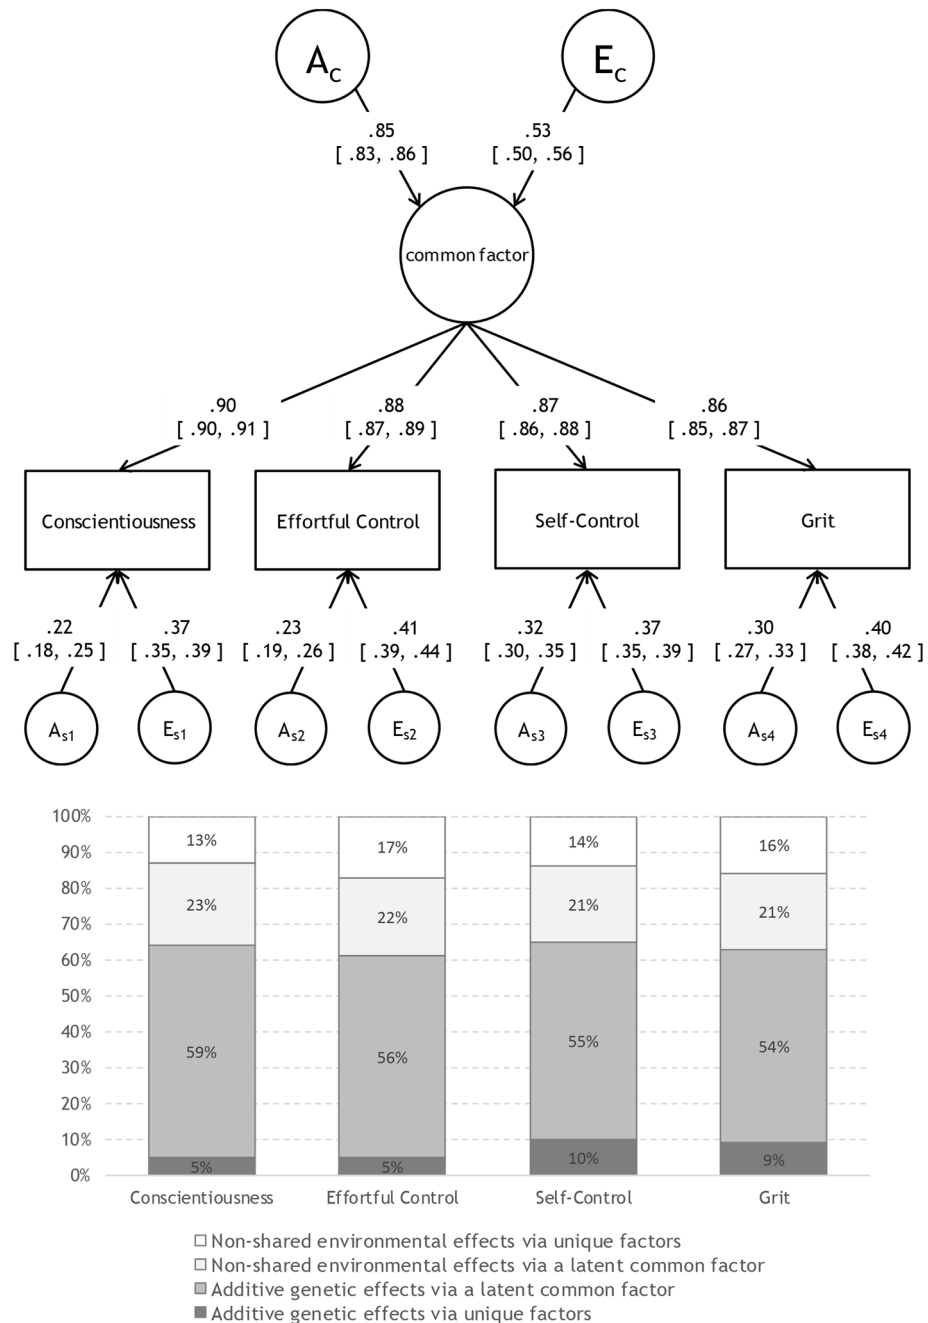 Ac Ec
.85 .53
[ .83, .86 ] [ .50, .56 ]
common factor
.90 .88 .87 .86
[ .90, .91 ] [ .87, .89 ] [ .86, .88 ] [ .85, .87 ]
Conscientiousness Effortful Control Self-Control Grit
.22 .37 .23 .41 .32 .37 .30 .40
[ .18, .25 ] [ .35, .39 ] [ .19, .26 ] [ .39, .44 ] [ .30, .35 ] [ .35, .39 ] [ .27, .33 ] [ .38, .42 ]
As1 Es1 As2 Es2 As3 Es3 As4 Es4
100%
13% 17% 14% 16%
90%
80%
23% 22% 21% 21%
70%
60%
50%
40%
59% 56% 55% 54%
30%
20%
10%
5% 5% 10% 9%
0%
Conscientiousness Effortful Control Self-Control Grit
Non-shared environmental effects via unique factors
Non-shared environmental effects via a latent common factor
Additive genetic effects via a latent common factor
Additive genetic effects via unique factors